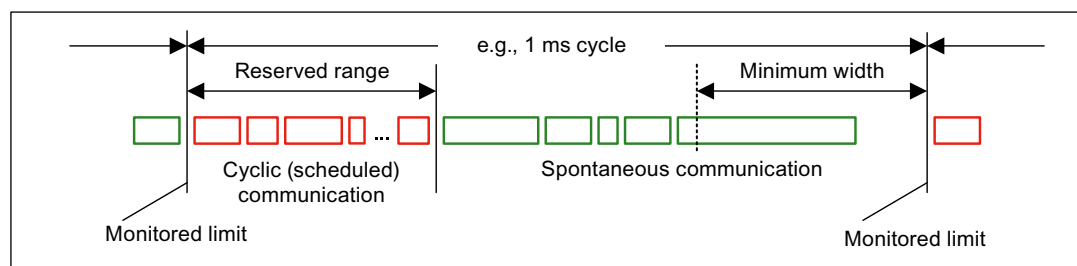 e.g., 1 ms cycle
Reserved range
Minimum width
...
Cyclic (scheduled)
communication
Spontaneous communication
Monitored limit
Monitored limit